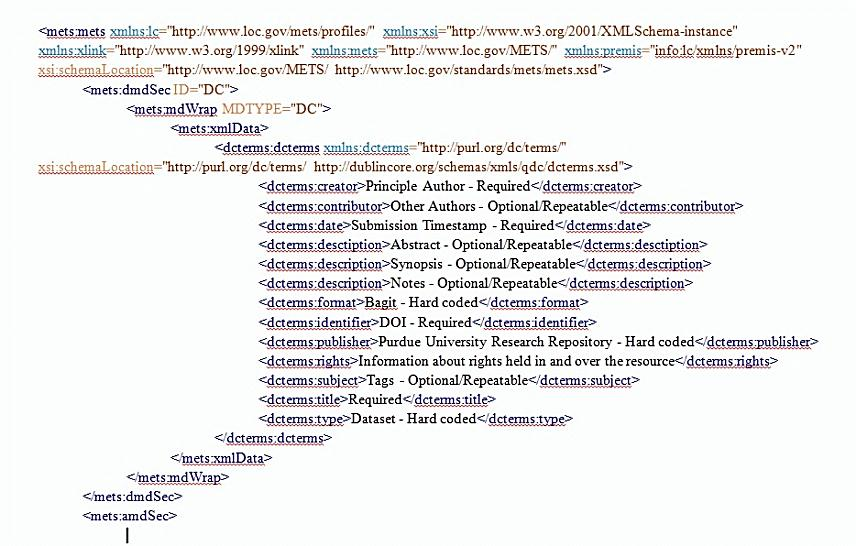 <mets:mets xmlns:lc="http://www.loc.gov/mets/profiles/" xmlns:xsi="http://www.w3.org/2001/XMLSchema-instance"
xmlns:xlink="http://www.w3.org/1999/xlink" xmlns:mets="http://www.loc.gov/METS/" xmlns:premis="info:lc/xmlns/premis-v2"
xsi:schemaLocation="http://www.loc.gov/METS/ http://www.loc.gov/standards/mets/mets.xsd">
<mets:dmdSec ID="DC">
<mets:mdWrap MDTYPE="DC">
<mets:xmlData>
<dcterms:dcterms xmlns:dcterms="http://purl.org/dc/terms/"
xsi:schemaLocation="http://purl.org/dc/terms/ http://dublincore.org/schemas/xmls/qdc/dcterms.xsd">
<dcterms:creator>Principle Author - Required</dcterms:creator>
<dcterms:contributor>Other Authors - Optional/Repeatable</dcterms:contributor>
<dcterms:date>Submission Timestamp - Required</dcterms:date>
<dcterms:desctiption>Abstract - Optional/Repeatable</dcterms:desctiption>
<dcterms:description>Synopsis - Optional/Repeatable</dcterms:description>
<dcterms:description>Notes - Optional/Repeatable</dcterms:description>
<dcterms:format>Bagit - Hard coded</dcterms:format>
<dcterms:identifier>DOI - Required</dcterms:identifier>
<dcterms:publisher>Purdue University Research Repository - Hard coded</dcterms:publisher>
<dcterms:rights>Information about rights held in and over the resource</dcterms:rights>
<dcterms:subject>Tags - Optional/Repeatable</dcterms:subject>
<dcterms:title>Required</dcterms:title>
<dcterms:type>Dataset - Hard coded</dcterms:type>
</dcterms:dcterms>
</mets:xmlData>
</mets:mdWrap>
</mets:dmdSec>
<mets:amdSec>